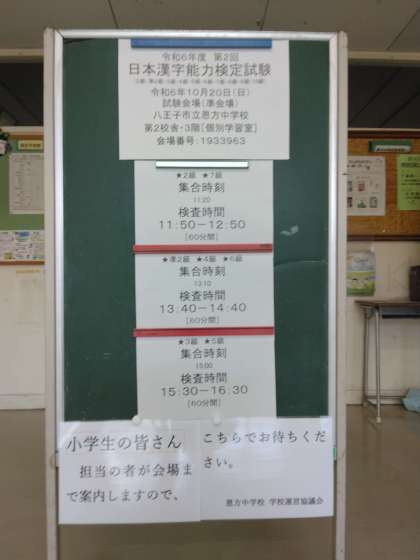 令和6年度 第2回
日本漢字能力検定試験
令和6年10月20日(日)
試験会場(準会場)
八王子市立恩方中学校
第2校舎・3階[個別学習室]
会場番号:1933963
★2級 ★7級
集合時刻
11:20
検査時間
11:50-12:50
[60分間]
★準2級 ★4級 ★6級
集合時刻
13:10
検査時間
13:40-14:40
[60分間]
★3級 ★5級
集合時刻
15:00
検査時間
15:30-16:30
[60分間]
小学生の皆さん
担当の者が会場ま
で案内しますので、
こちらでお待ちくだ
さい。
恩方中学校 学校運営協議会